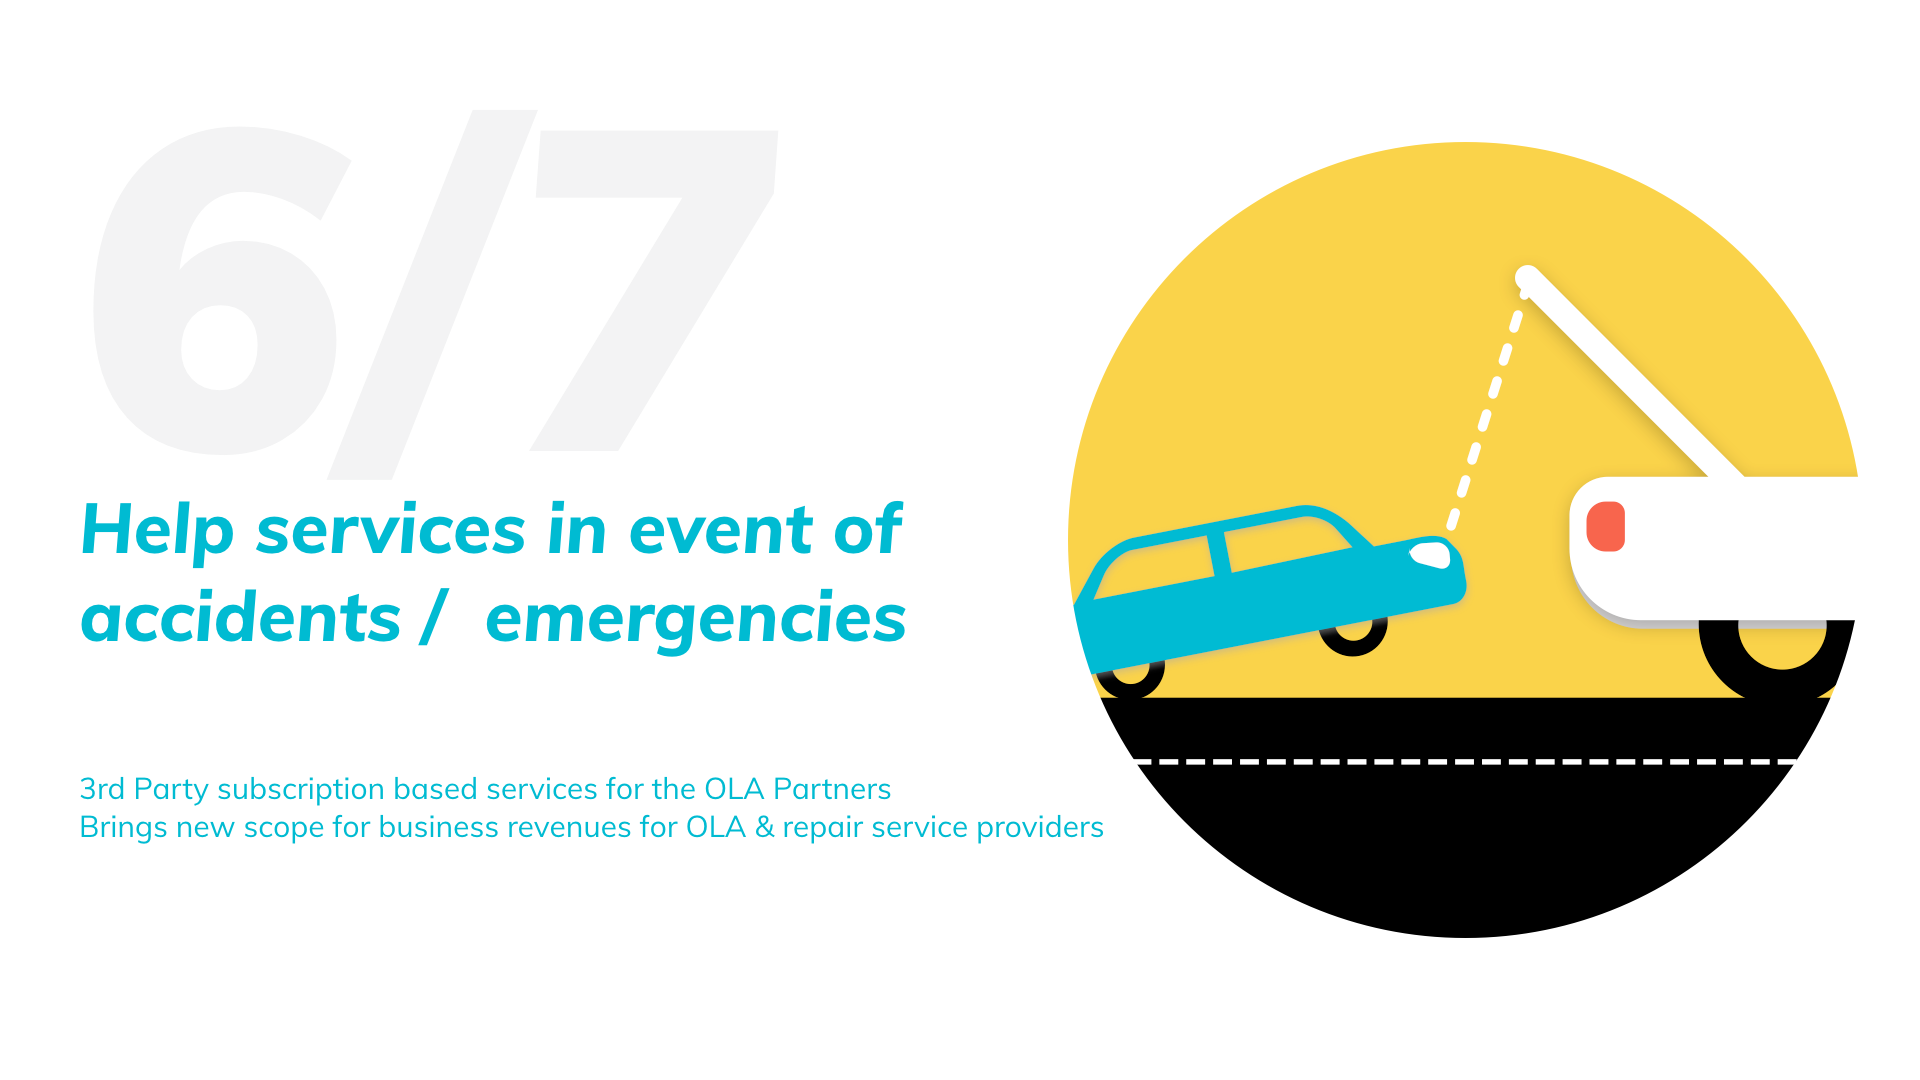 6/7
Help services in event of
accidents /  emergencies
3rd Party subscription based services for the OLA Partners
Brings new scope for business revenues for OLA & repair service providers